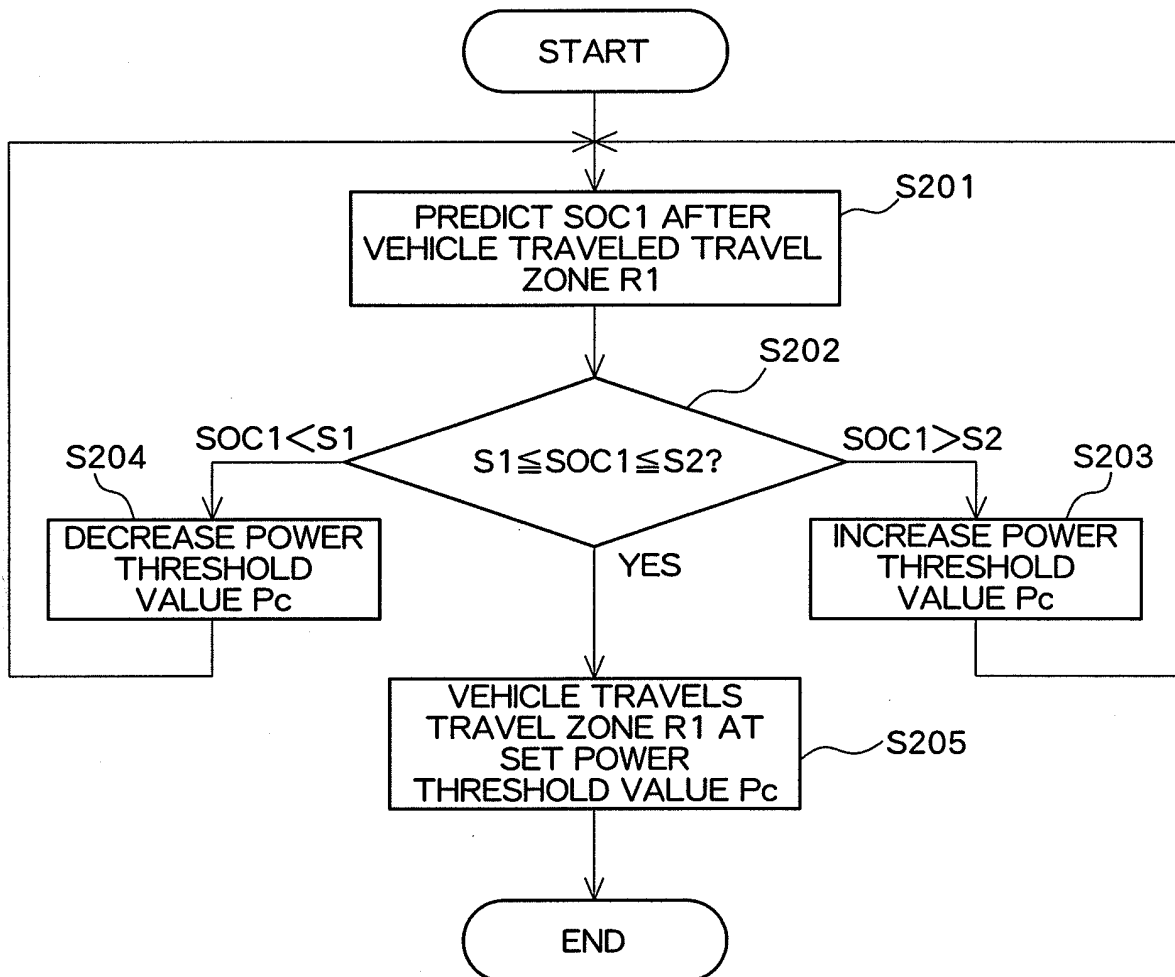 START
S201
PREDICT SOC1 AFTER
VEHICLE TRAVELED TRAVEL
ZONE R1
S202
SOC1<S1
S1≦SOC1≦S2?
SOC1>S2
S204
S203
DECREASE POWER
THRESHOLD
VALUE Pc
YES
INCREASE POWER
THRESHOLD
VALUE Pc
VEHICLE TRAVELS
TRAVEL ZONE R1 AT
SET POWER
THRESHOLD VALUE Pc
S205
END